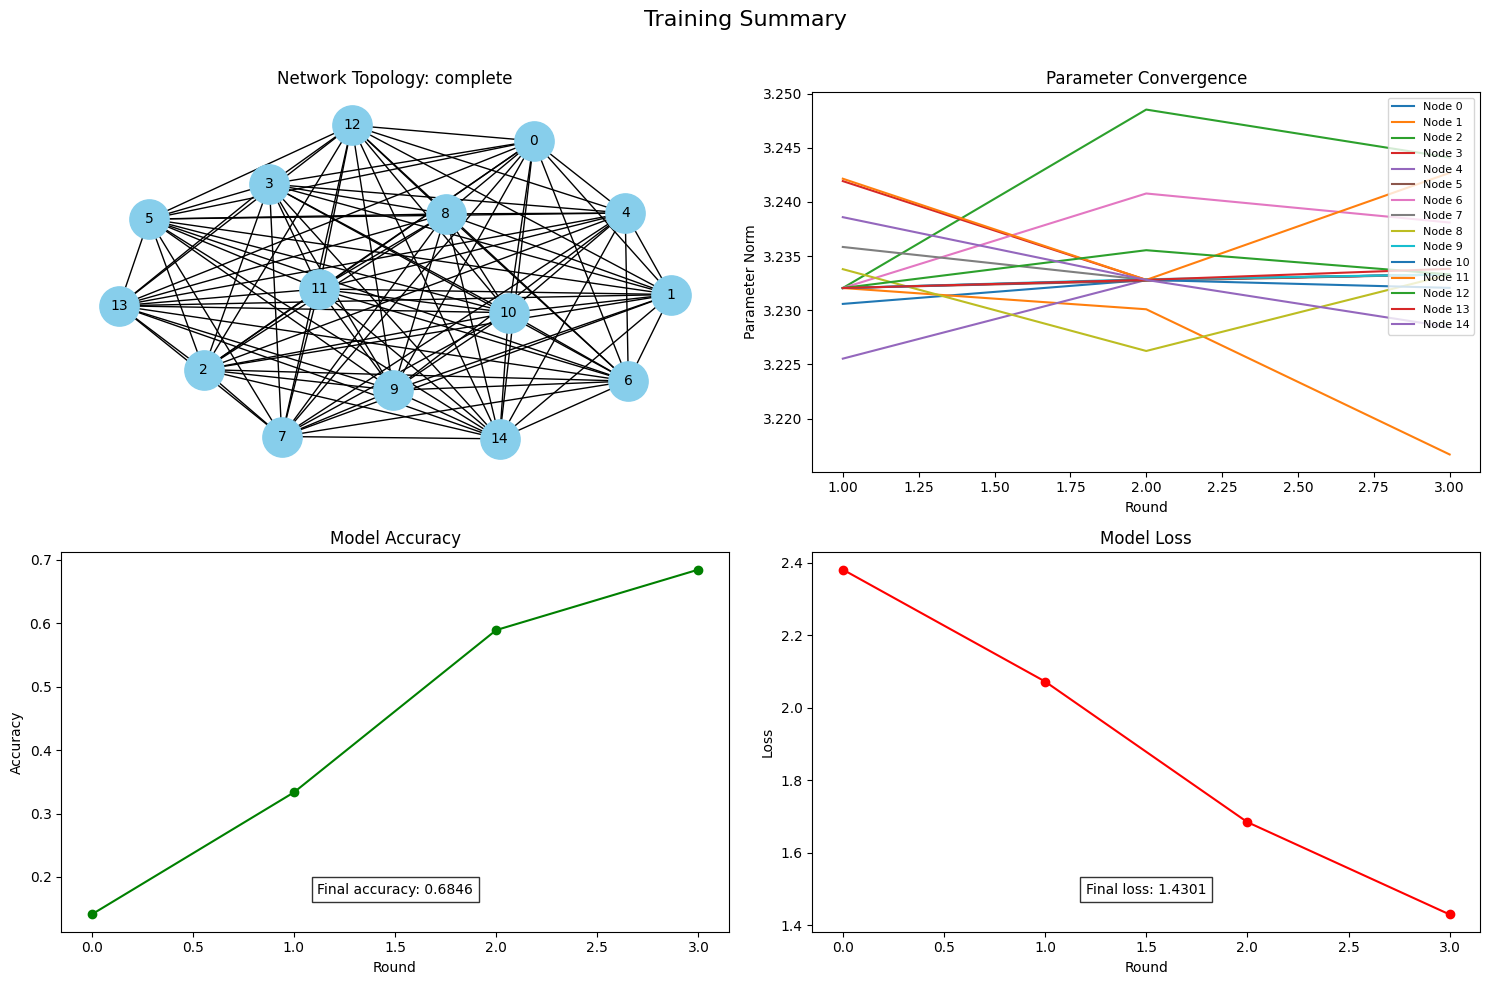 Training Summary
Network Topology: complete
12
0
3
5
8
4
11
1
13
10
2
9
6
7
14
Parameter Convergence
3.250
3.245
3.240
3.235
3.230
3.225
3.220
Parameter Norm
Node 0
Node 1
Node 2
Node 3
Node 4
Node 5
Node 6
Node 7
Node 8
Node 9
Node 10
Node 11
Node 12
Node 13
Node 14
1.00 1.25 1.50 1.75 2.00 2.25 2.50 2.75 3.00
Round
Model Accuracy
0.7
0.6
0.5
0.4
0.3
0.2
Accuracy
Final accuracy: 0.6846
0.0 0.5 1.0 1.5 2.0 2.5 3.0
Round
Model Loss
2.4
2.2
2.0
1.8
1.6
1.4
Loss
Final loss: 1.4301
0.0 0.5 1.0 1.5 2.0 2.5 3.0
Round